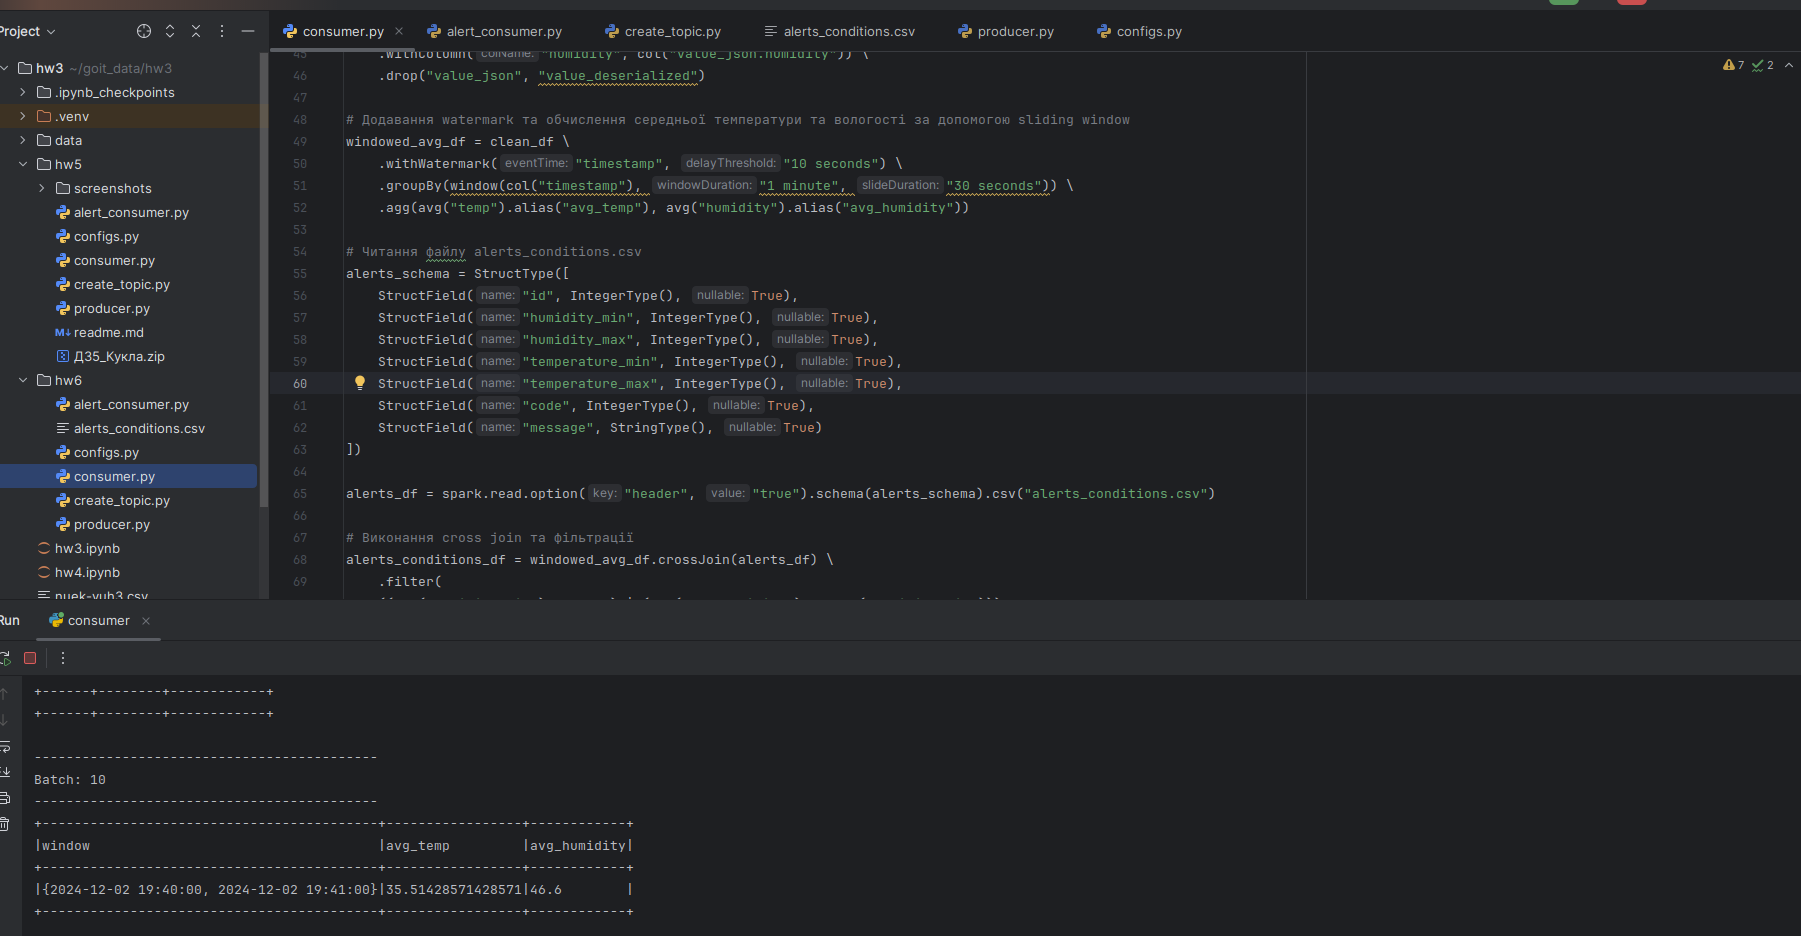 Project
consumer.py
alert_consumer.py
create_topic.py
alerts_conditions.csv
producer.py
configs.py
hw3 ~/goit_data/hw3
.ipynb_checkpoints
.venv
data
hw5
screenshots
alert_consumer.py
configs.py
consumer.py
create_topic.py
producer.py
M↓ readme.md
ДЗ5_Кукла.zip
hw6
alert_consumer.py
alerts_conditions.csv
configs.py
consumer.py
create_topic.py
producer.py
hw3.ipynb
hw4.ipynb
nuek-vuh3.csv
7 2
45 .withColumn( colName: "humidity", col("value_json.humidity")) \
46 .drop("value_json", "value_deserialized")
47
48 # Додавання watermark та обчислення середньої температури та вологості за допомогою sliding window
49 windowed_avg_df = clean_df \
50 .withWatermark( eventTime: "timestamp", delayThreshold: "10 seconds") \
51 .groupBy(window(col("timestamp"), windowDuration: "1 minute", slideDuration: "30 seconds")) \
52 .agg(avg("temp").alias("avg_temp"), avg("humidity").alias("avg_humidity"))
53
54 # Читання файлу alerts_conditions.csv
55 alerts_schema = StructType([
56 StructField( name: "id", IntegerType(), nullable: True),
57 StructField( name: "humidity_min", IntegerType(), nullable: True),
58 StructField( name: "humidity_max", IntegerType(), nullable: True),
59 StructField( name: "temperature_min", IntegerType(), nullable: True),
60 StructField( name: "temperature_max", IntegerType(), nullable: True),
61 StructField( name: "code", IntegerType(), nullable: True),
62 StructField( name: "message", StringType(), nullable: True)
63 ])
64
65 alerts_df = spark.read.option( key: "header", value: "true").schema(alerts_schema).csv("alerts_conditions.csv")
66
67 # Виконання cross join та фільтрації
68 alerts_conditions_df = windowed_avg_df.crossJoin(alerts_df) \
69 .filter(
Run
consumer
+------+--------+------------+
+------+--------+------------+
-------------------------------------------
Batch: 10
-------------------------------------------
+------------------------------------------+-----------------+------------+
|window |avg_temp |avg_humidity|
+------------------------------------------+-----------------+------------+
|{2024-12-02 19:40:00, 2024-12-02 19:41:00}|35.51428571428571|46.6 |
+------------------------------------------+-----------------+------------+